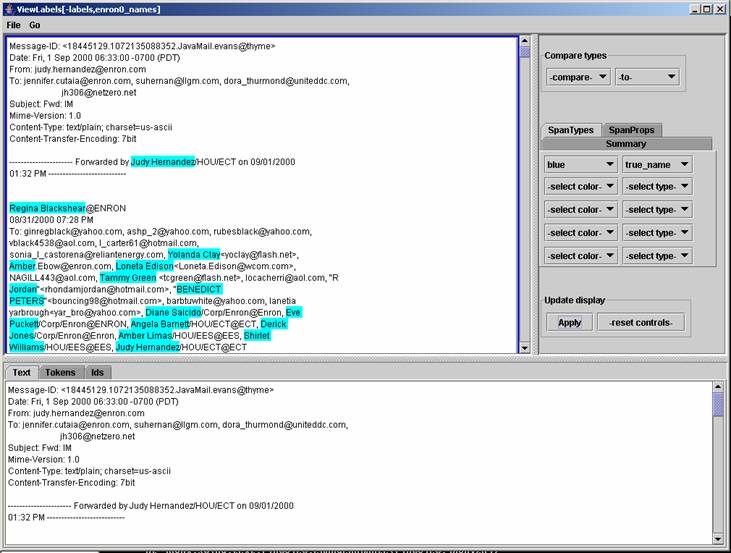 ViewLabels[-labels,enron0_names]
File Go
Message-ID: <18445129.1072135088352.JavaMail.evans@thyme>
Date: Fri, 1 Sep 2000 06:33:00 -0700 (PDT)
From: judy.hernandez@enron.com
To: jennifer.cutaia@enron.com, suhernan@llgm.com, dora_thurmond@uniteddc.com,
jh306@netzero.net
Subject: Fwd: IM
Mime-Version: 1.0
Content-Type: text/plain; charset=us-ascii
Content-Transfer-Encoding: 7bit
---------------------- Forwarded by Judy Hernandez/HOU/ECT on 09/01/2000
01:32 PM ---------------------------
Regina Blackshear@ENRON
08/31/2000 07:28 PM
To: ginregblack@yahoo.com, ashp_2@yahoo.com, rubesblack@yahoo.com,
vblack4538@aol.com, l_carter61@hotmail.com,
sonia_l_castorena@reliantenergy.com, Yolanda Clay<yoclay@flash.net>,
Amber.Ebow@enron.com, Loneta Edison<Loneta.Edison@wcom.com>,
NAGILL443@aol.com, Tammy Green <tcgreen@flash.net>, locacherri@aol.com, "R
Jordan"<rhondamjordan@hotmail.com>, "BENEDICT
PETERS"<bouncing98@hotmail.com>, barbtuwhite@yahoo.com, lanetia
yarbrough<yar_bro@yahoo.com>, Diane Salcido/Corp/Enron@Enron, Eve
Puckett/Corp/Enron@ENRON, Angela Barnett/HOU/ECT@ECT, Derick
Jones/Corp/Enron@Enron, Amber Limas/HOU/EES@EES, Shirlet
Williams/HOU/EES@EES, Judy Hernandez/HOU/ECT@ECT
Compare types
-compare- -to-
SpanTypes SpanProps
Summary
blue true_name
-select color- -select type-
-select color- -select type-
-select color- -select type-
-select color- -select type-
Update display
Apply -reset controls-
Text Tokens Ids
Message-ID: <18445129.1072135088352.JavaMail.evans@thyme>
Date: Fri, 1 Sep 2000 06:33:00 -0700 (PDT)
From: judy.hernandez@enron.com
To: jennifer.cutaia@enron.com, suhernan@llgm.com, dora_thurmond@uniteddc.com,
jh306@netzero.net
Subject: Fwd: IM
Mime-Version: 1.0
Content-Type: text/plain; charset=us-ascii
Content-Transfer-Encoding: 7bit
---------------------- Forwarded by Judy Hernandez/HOU/ECT on 09/01/2000
01:32 PM ---------------------------